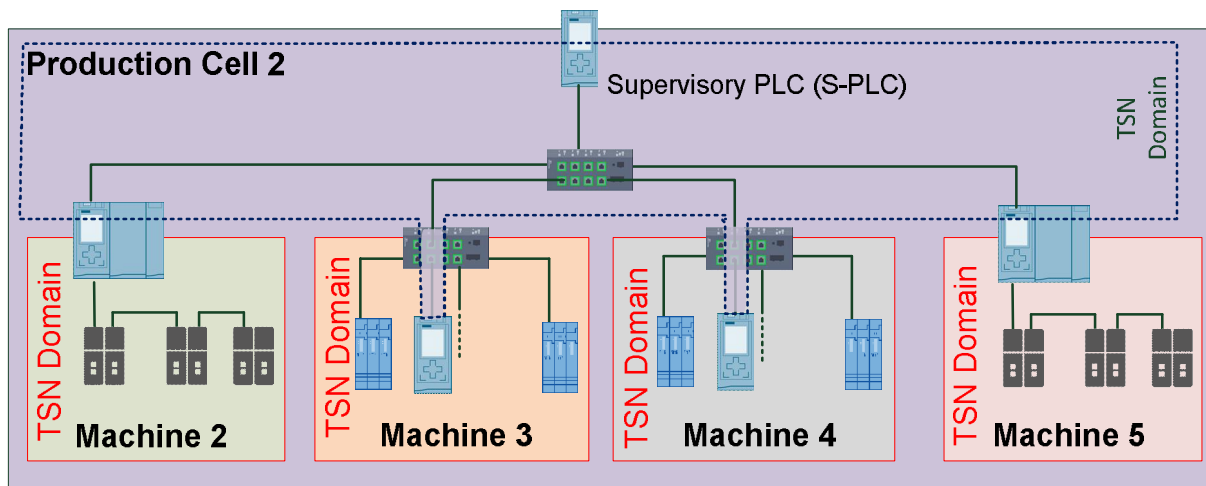 Production Cell 2
Supervisory PLC (S-PLC)
TSN
Domain
TSN Domain
Machine 2
TSN Domain
Machine 3
TSN Domain
Machine 4
TSN Domain
Machine 5